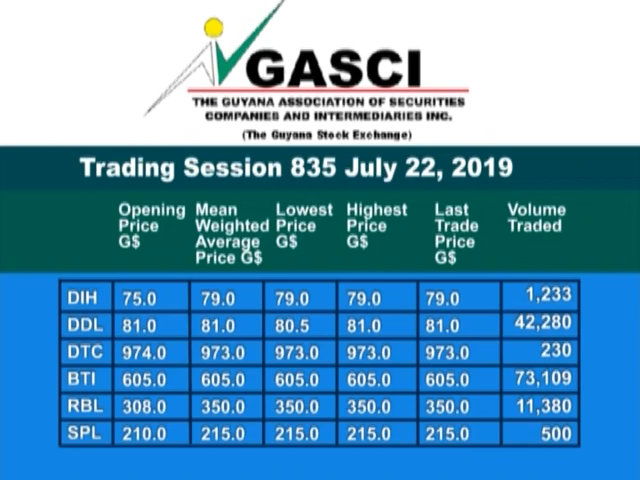 GASCI
THE GUYANA ASSOCIATION OF SECURITIES
COMPANIES AND INTERMEDIARIES INC.
(The Guyana Stock Exchange)
Trading Session 835 July 22, 2019
Opening Price G$ Mean Weighted Average Price G$ Lowest Price G$ Highest Price G$ Last Trade Price G$ Volume Traded
DIH 75.0 79.0 79.0 79.0 79.0 1,233
DDL 81.0 81.0 80.5 81.0 81.0 42,280
DTC 974.0 973.0 973.0 973.0 973.0 230
BTI 605.0 605.0 605.0 605.0 605.0 73,109
RBL 308.0 350.0 350.0 350.0 350.0 11,380
SPL 210.0 215.0 215.0 215.0 215.0 500